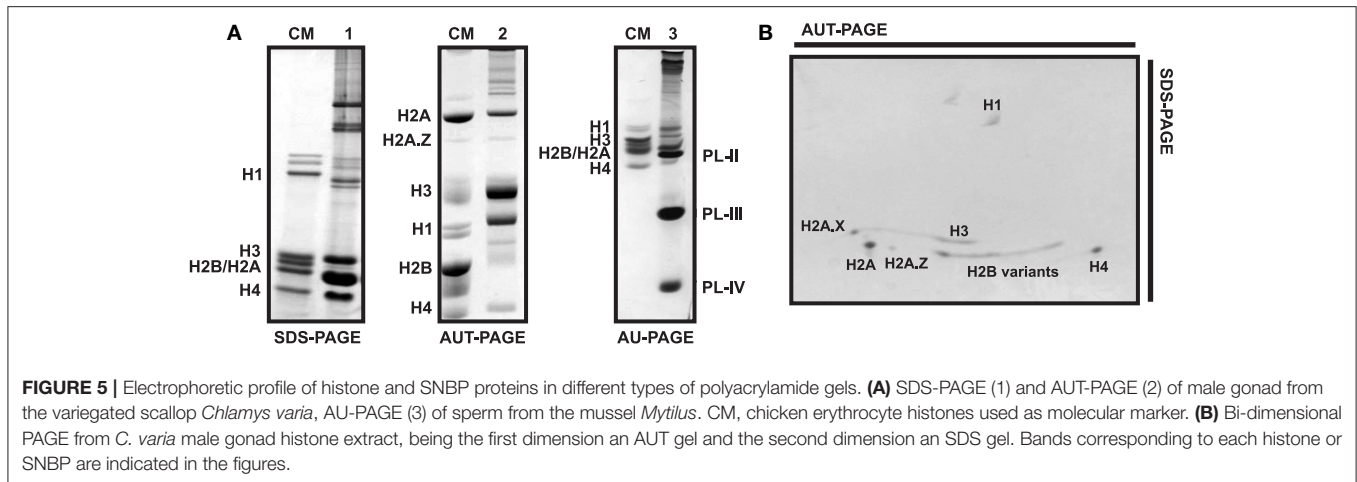 A
CM 1
H1
H3
H2B/H2A
H4
SDS-PAGE
CM 2
H2A
H2A.Z
H3
H1
H2B
H4
AUT-PAGE
CM 3
H1
H3
H2B/H2A
H4
PL-II
PL-III
PL-IV
AU-PAGE
B
AUT-PAGE
SDS-PAGE
H1
H2A.X
H3
H2A
H2A.Z
H2B variants
H4
FIGURE 5 | Electrophoretic profile of histone and SNBP proteins in different types of polyacrylamide gels. (A) SDS-PAGE (1) and AUT-PAGE (2) of male gonad from
the variegated scallop Chlamys varia, AU-PAGE (3) of sperm from the mussel Mytilus. CM, chicken erythrocyte histones used as molecular marker. (B) Bi-dimensional
PAGE from C. varia male gonad histone extract, being the first dimension an AUT gel and the second dimension an SDS gel. Bands corresponding to each histone or
SNBP are indicated in the figures.